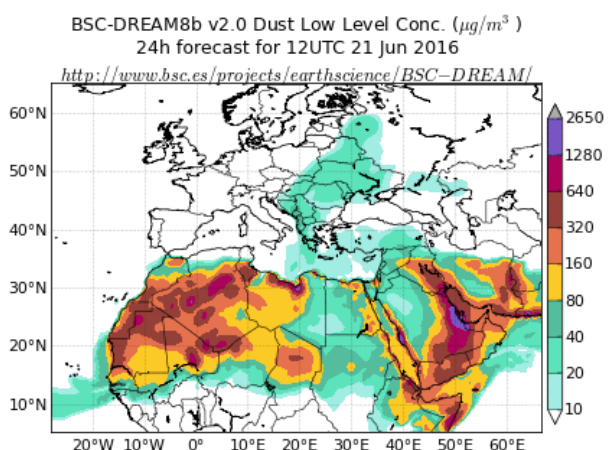 BSC-DREAM8b v2.0 Dust Low Level Conc. (μg/m³ )
24h forecast for 12UTC 21 Jun 2016
http://www.bsc.es/projects/earthscience/BSC−DREAM/
60°N
50°N
40°N
30°N
20°N
10°N
20°W 10°W 0° 10°E 20°E 30°E 40°E 50°E 60°E
2650
1280
640
320
160
80
40
20
10